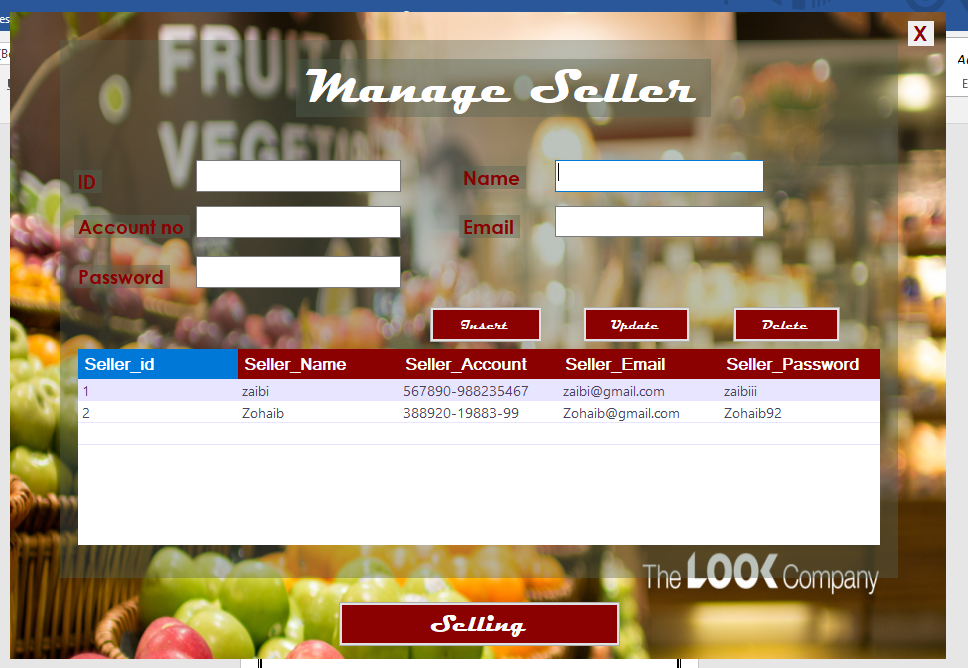 X
FRUIT
Manage Seller
VEGETABL
ID
Name
Account no
Email
Password
Insert Update Delete
Seller_id Seller_Name Seller_Account Seller_Email Seller_Password
1 zaibi 567890-988235467 zaibi@gmail.com zaibiii
2 Zohaib 388920-19883-99 Zohaib@gmail.com Zohaib92
The LOOK Company
Selling